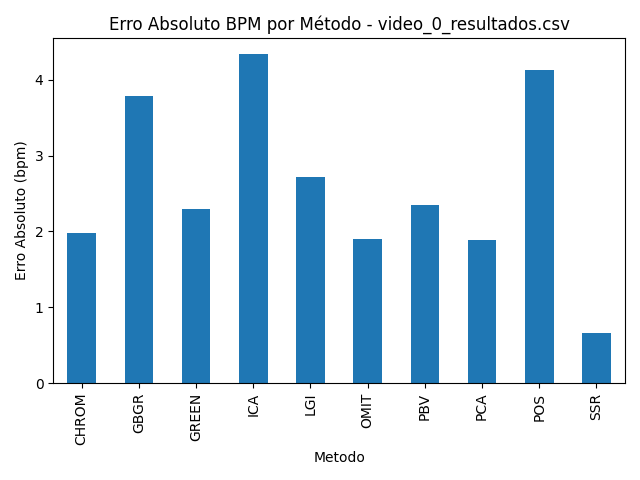 Erro Absoluto BPM por Método - video_0_resultados.csv
Erro Absoluto (bpm)
4
3
2
1
0
CHROM
GBGR
GREEN
ICA
LGI
OMIT
PBV
PCA
POS
SSR
Metodo